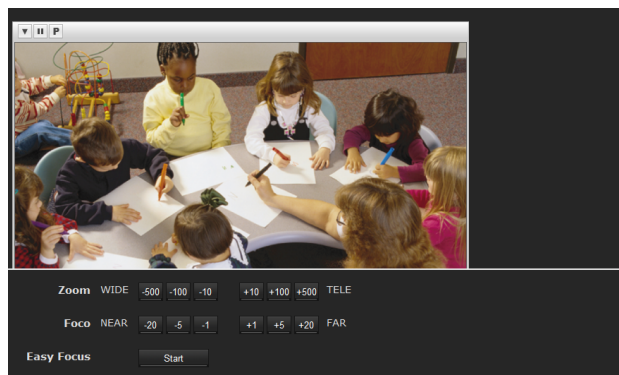 P
Zoom WIDE -500 -100 -10 +10 +100 +500 TELE
Foco NEAR -20 -5 -1 +1 +5 +20 FAR
Easy Focus Start